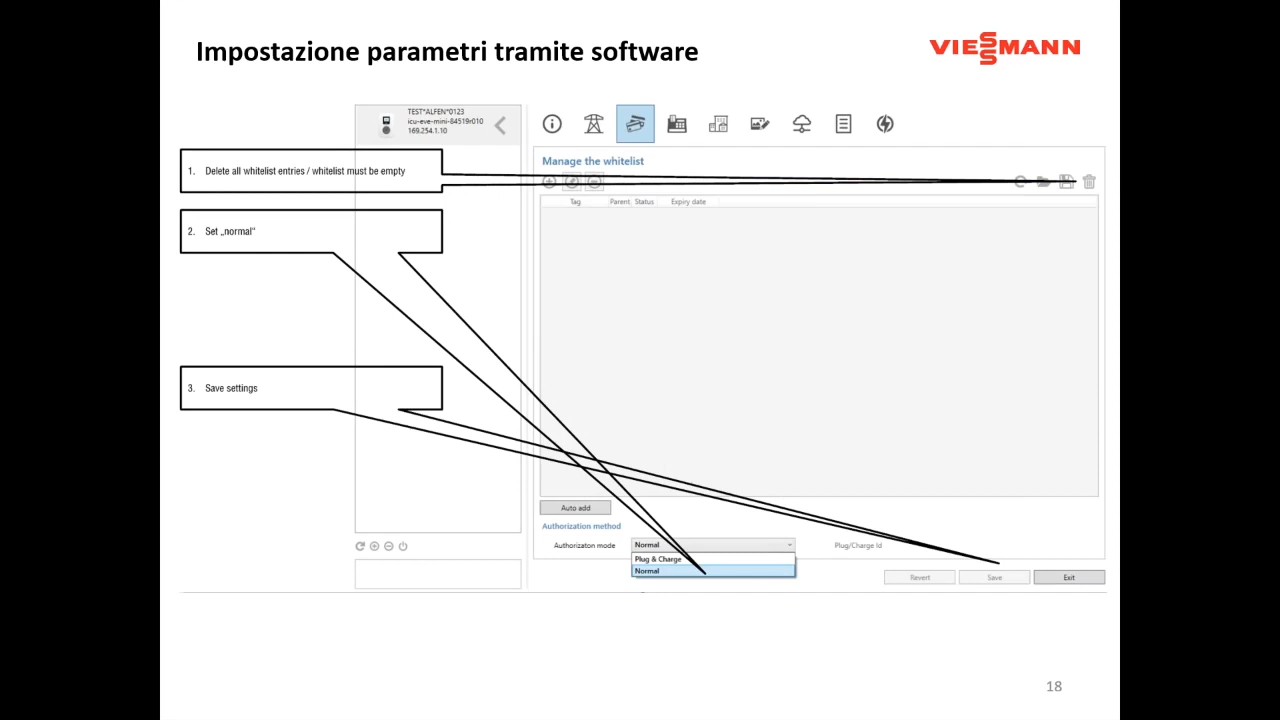 Impostazione parametri tramite software
VIESSMANN
TEST*ALFEN*0123
icu-eve-mini-84519r010
169.254.1.10
1. Delete all whitelist entries / whitelist must be empty
Manage the whitelist
Tag Parent Status Expiry date
2. Set „normal“
3. Save settings
Auto add
Authorization method
Authorizaton mode Normal Plug/Charge Id
Plug & Charge
Normal
Revert Save Exit
18